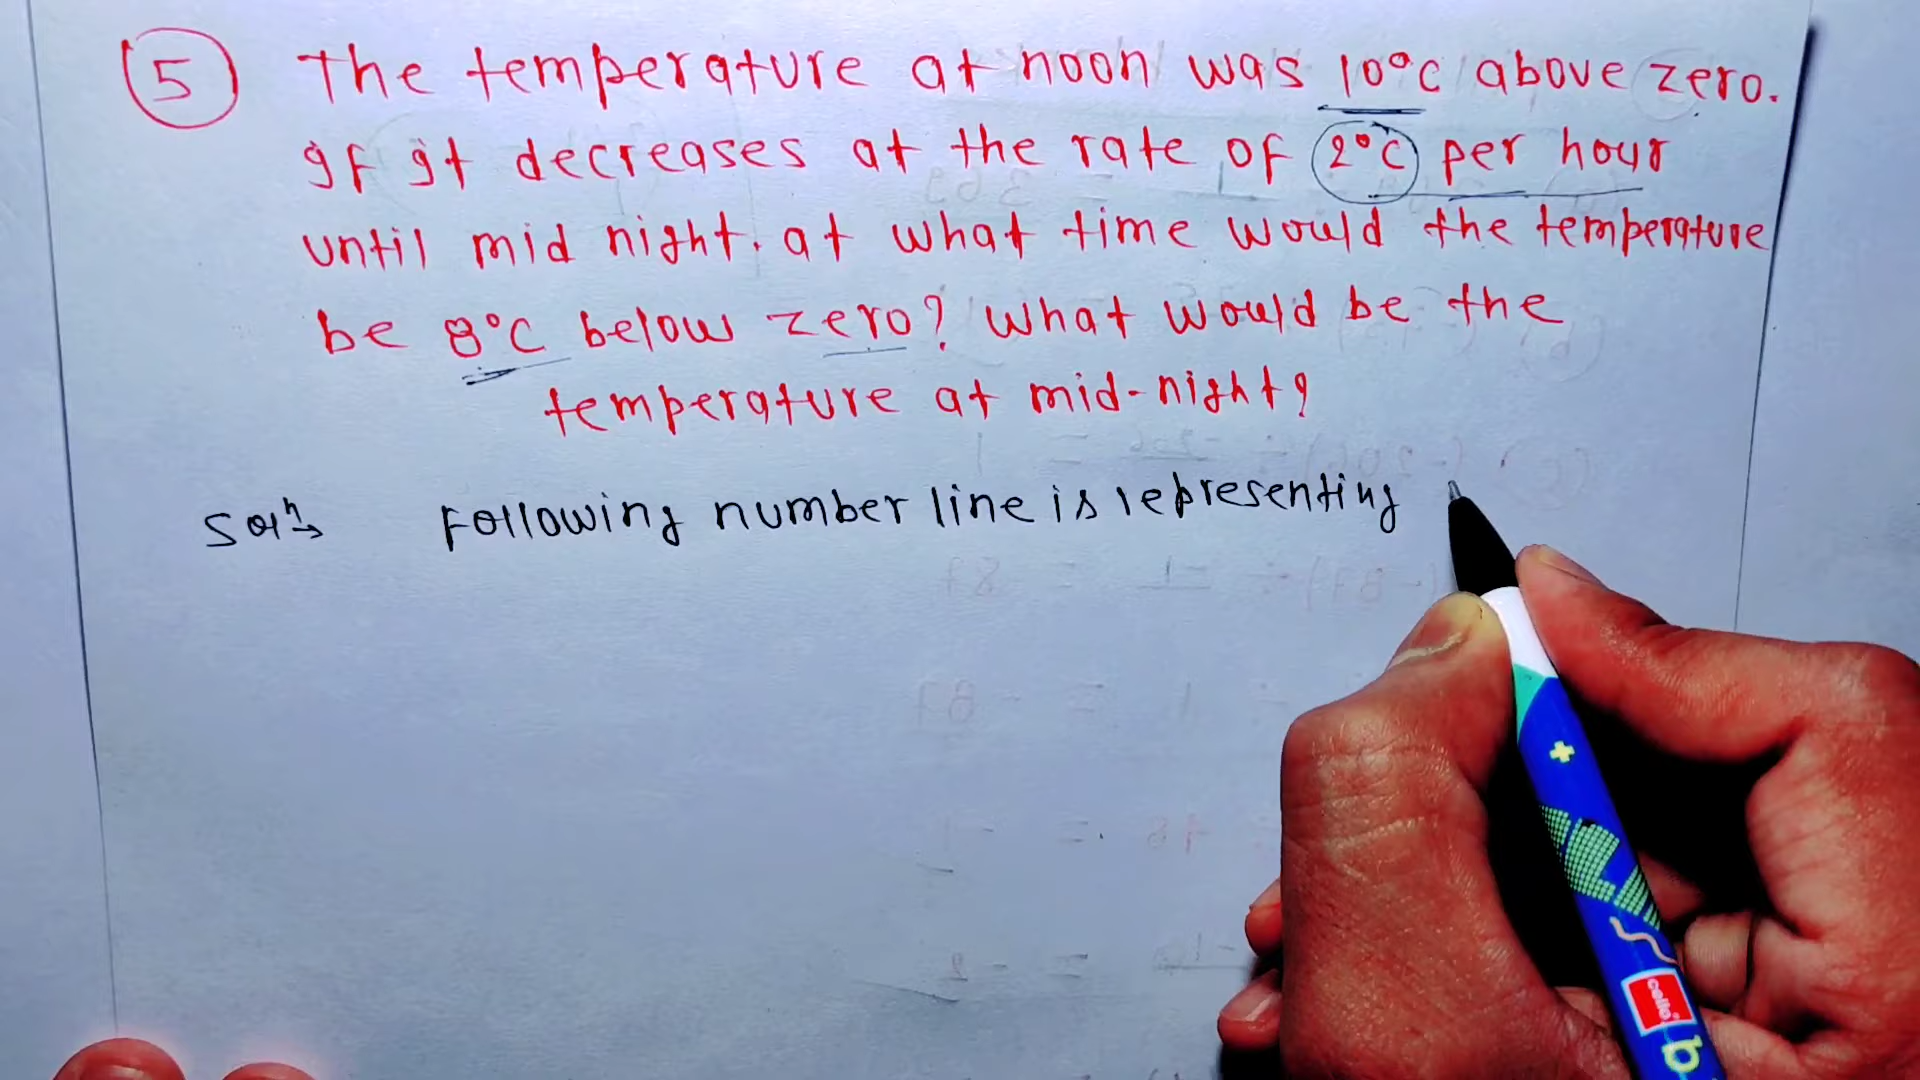 5 The temperature at noon was 10°C above zero.
If It decreases at the rate of 2°C per hour
until mid night. at what time would the temperature
be 8°C below zero? What would be the
temperature at mid-night?
Solⁿ→ Following number line is representing
cello
b